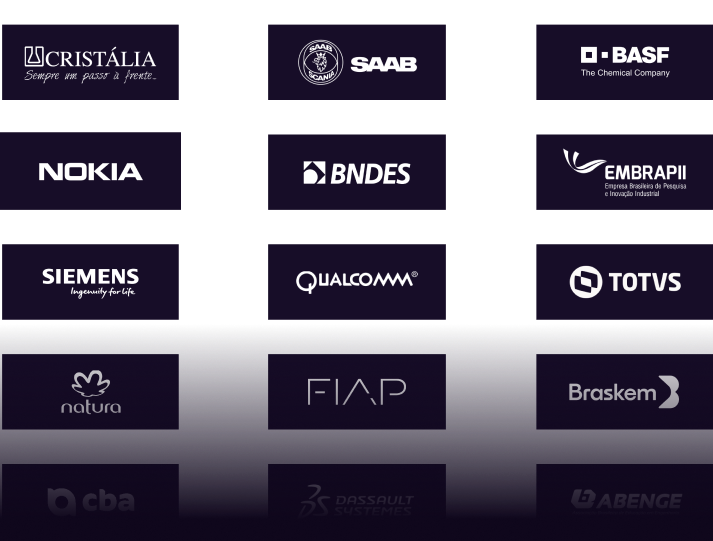 CRISTÁLIA
Sempre um passo à frente...
SAAB
SCANIA
SAAB
BASF
The Chemical Company
NOKIA
BNDES
EMBRAPII
Empresa Brasileira de Pesquisa
e Inovação Industrial
SIEMENS
Ingenuity for life
QUALCOMM®
TOTVS
natura
FIAP
Braskem
cba
DASSAULT
SYSTEMES
ABENGE